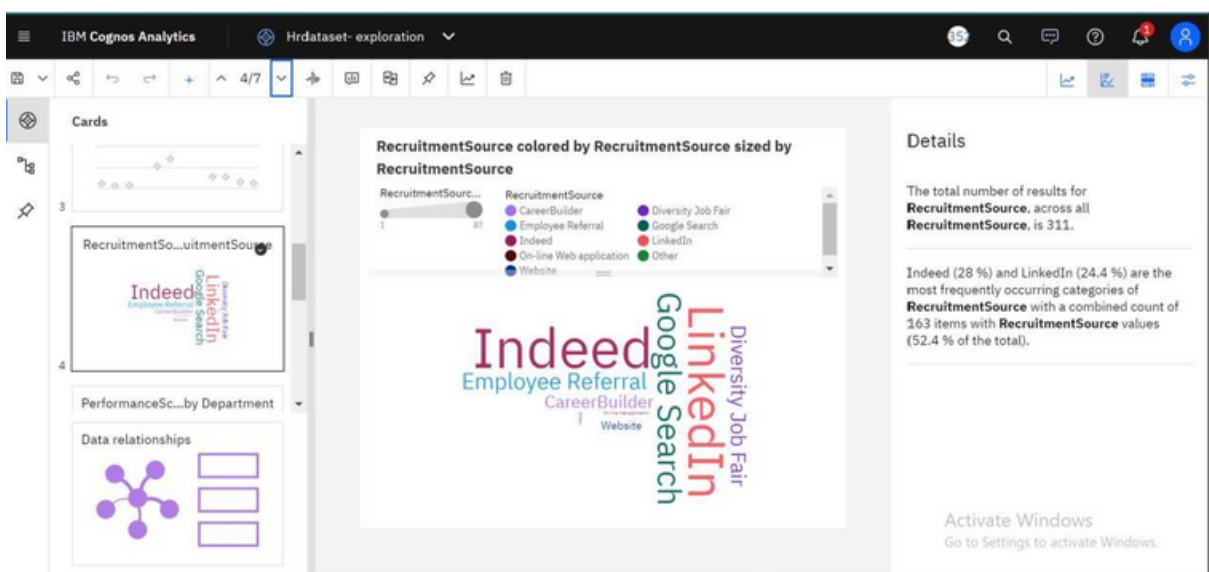 IBM Cognos Analytics
Hrdataset- exploration
1
4/7
Cards
3
RecruitmentSo...uitmentSource
Indeed
Employee Referral
CareerBuilder
Google Search
LinkedIn
Diversity Job Fair
4
PerformanceSc...by Department
Data relationships
RecruitmentSource colored by RecruitmentSource sized by
RecruitmentSource
RecruitmentSourc...
1 87
RecruitmentSource
CareerBuilder Diversity Job Fair
Employee Referral Google Search
Indeed LinkedIn
On-line Web application Other
Website
Indeed
Employee Referral
CareerBuilder
Website
Google Search
LinkedIn
Diversity Job Fair
Details
The total number of results for
RecruitmentSource, across all
RecruitmentSource, is 311.
Indeed (28 %) and LinkedIn (24.4 %) are the
most frequently occurring categories of
RecruitmentSource with a combined count of
163 items with RecruitmentSource values
(52.4 % of the total).
Activate Windows
Go to Settings to activate Windows.